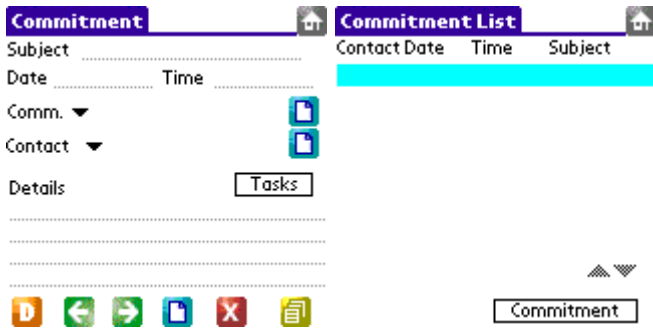 Commitment
Subject
Date Time
Comm.
Contact
Details Tasks
D X
Commitment List
Contact Date Time Subject
Commitment